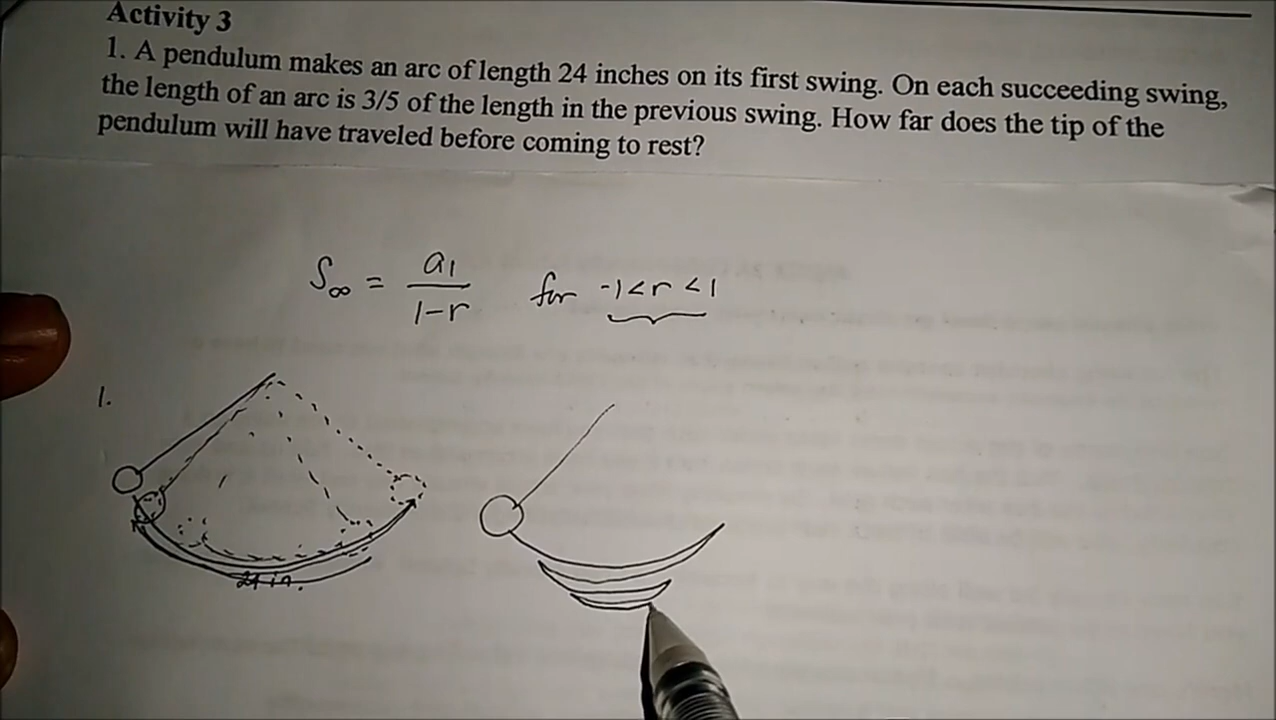 Activity 3
1. A pendulum makes an arc of length 24 inches on its first swing. On each succeeding swing,
the length of an arc is 3/5 of the length in the previous swing. How far does the tip of the
pendulum will have traveled before coming to rest?
S∞ = a1 / 1-r for -1<r<1
1.
24 in.